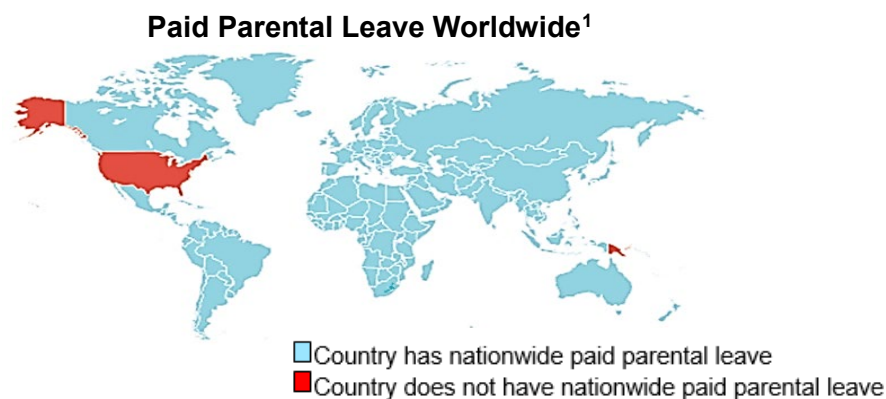 Paid Parental Leave Worldwide¹
Country has nationwide paid parental leave
Country does not have nationwide paid parental leave